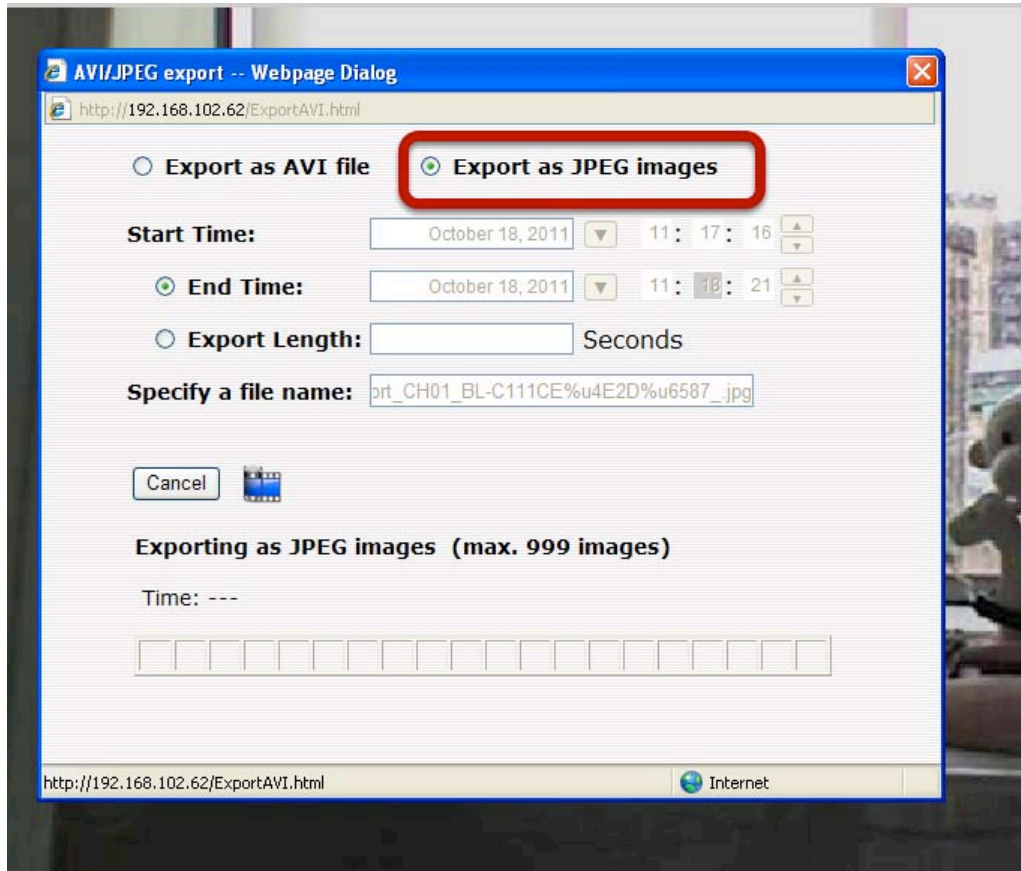 AVI/JPEG export -- Webpage Dialog
http://192.168.102.62/ExportAVI.html
Export as AVI file Export as JPEG images
Start Time: October 18, 2011 11: 17: 16
End Time: October 18, 2011 11: 18: 21
Export Length: Seconds
Specify a file name: ort_CH01_BL-C111CE%u4E2D%u6587_.jpg
Cancel
Exporting as JPEG images (max. 999 images)
Time: ---
http://192.168.102.62/ExportAVI.html Internet